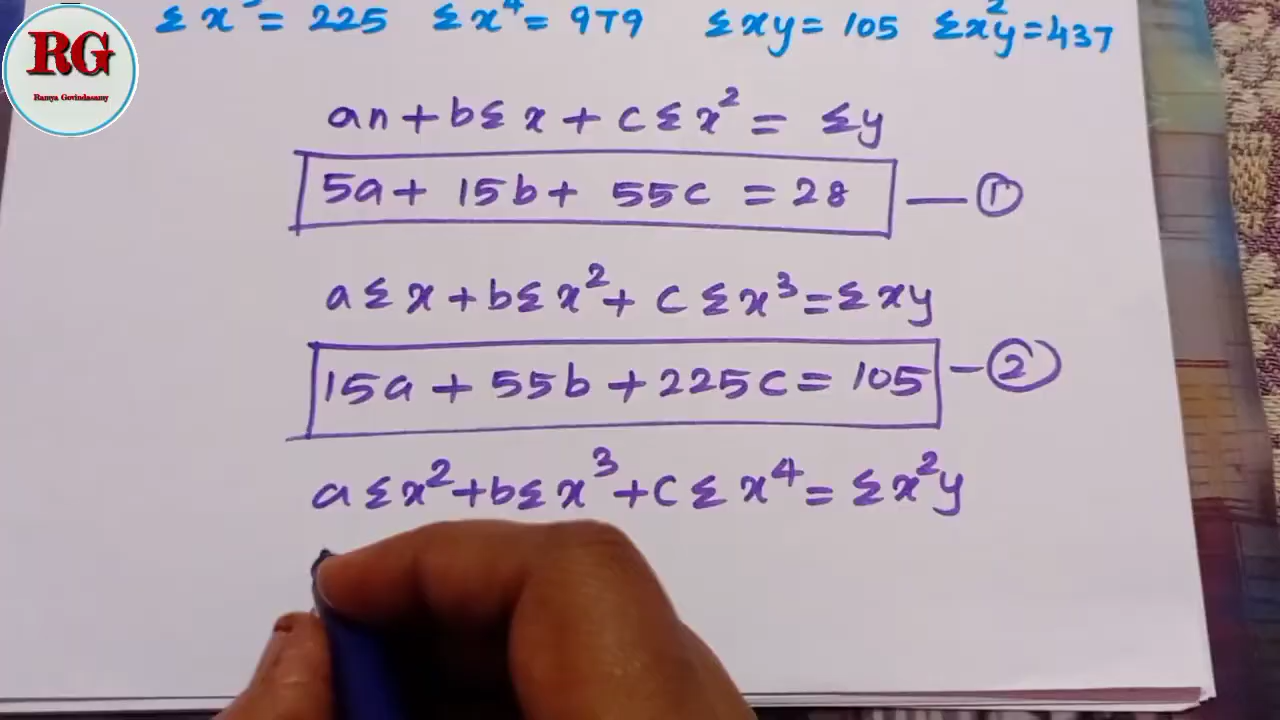 RG
Ramya Govindasamy
Σx³ = 225 Σx⁴ = 979 Σxy = 105 Σx²y = 437
an + bΣx + cΣx² = Σy
5a + 15b + 55c = 28 — ①
aΣx + bΣx² + cΣx³ = Σxy
15a + 55b + 225c = 105 — ②
aΣx² + bΣx³ + cΣx⁴ = Σx²y